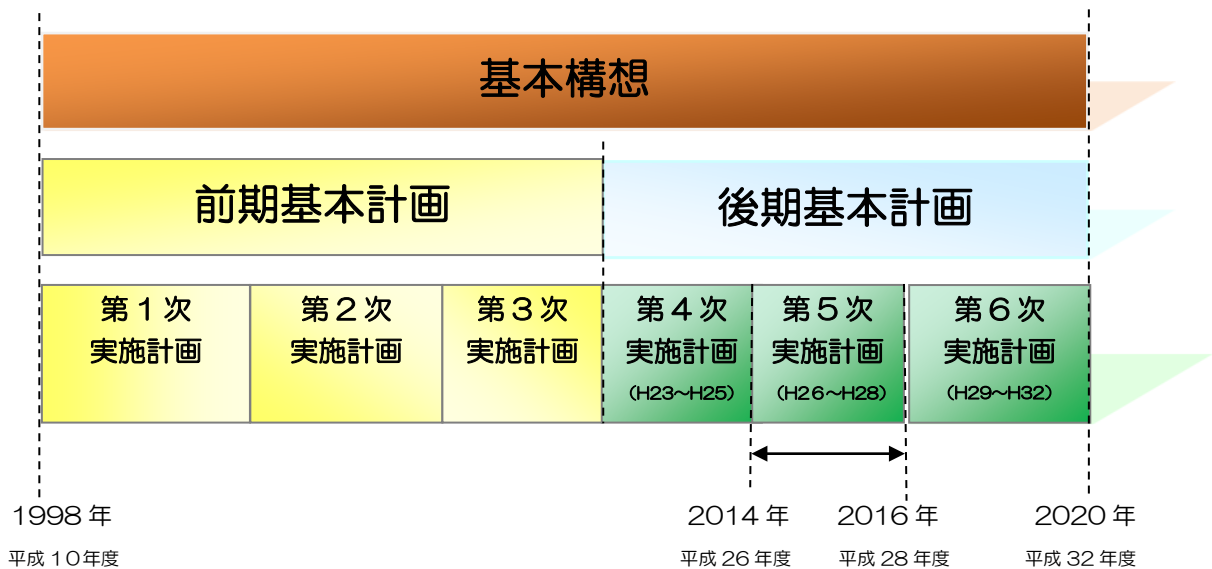 基本構想
前期基本計画
後期基本計画
第１次
実施計画
第２次
実施計画
第３次
実施計画
第４次
実施計画
（H23～H25）
第５次
実施計画
（H26～H28）
第６次
実施計画
（H29～H32）
1998 年
平成 10年度
2014 年
平成 26 年度
2016 年
平成 28 年度
2020 年
平成 32 年度